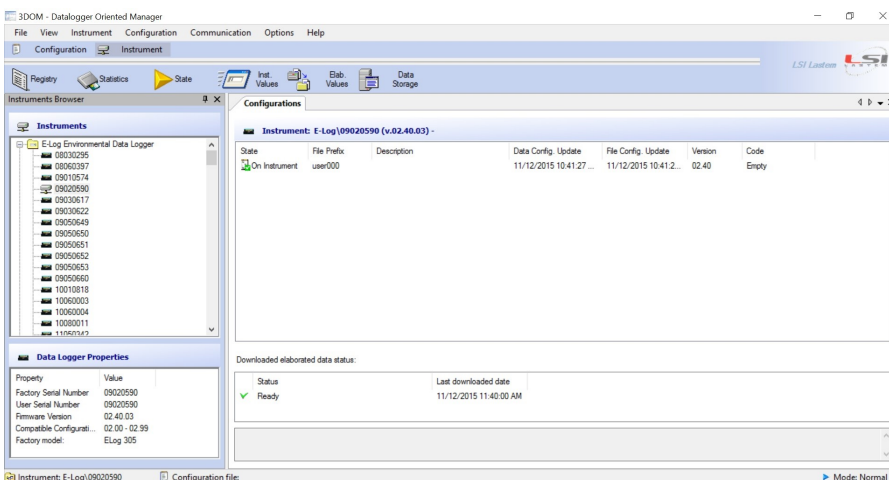 3DOM - Datalogger Oriented Manager
File View Instrument Configuration Communication Options Help
Configuration Instrument
LSI Lastem LSI LASTEM
Registry Statistics State Inst. Values Elab. Values Data Storage
Instruments Browser
Configurations
Instruments
Instrument: E-Log\09020590 (v.02.40.03) -
E-Log Environmental Data Logger
08030295
08060397
09010574
09020590
09030617
09030622
09050649
09050650
09050651
09050652
09050653
09050660
10010818
10060003
10060004
10080011
11050342
State File Prefix Description Data Config. Update File Config. Update Version Code
On Instrument user000 11/12/2015 10:41:27 ... 11/12/2015 10:41:2... 02.40 Empty
Data Logger Properties
Property Value
Factory Serial Number 09020590
User Serial Number 09020590
Firmware Version 02.40.03
Compatible Configurati... 02.00 - 02.99
Factory model: ELog 305
Downloaded elaborated data status:
Status Last downloaded date
Ready 11/12/2015 11:40:00 AM
Instrument: E-Log\09020590 Configuration file: Mode: Normal